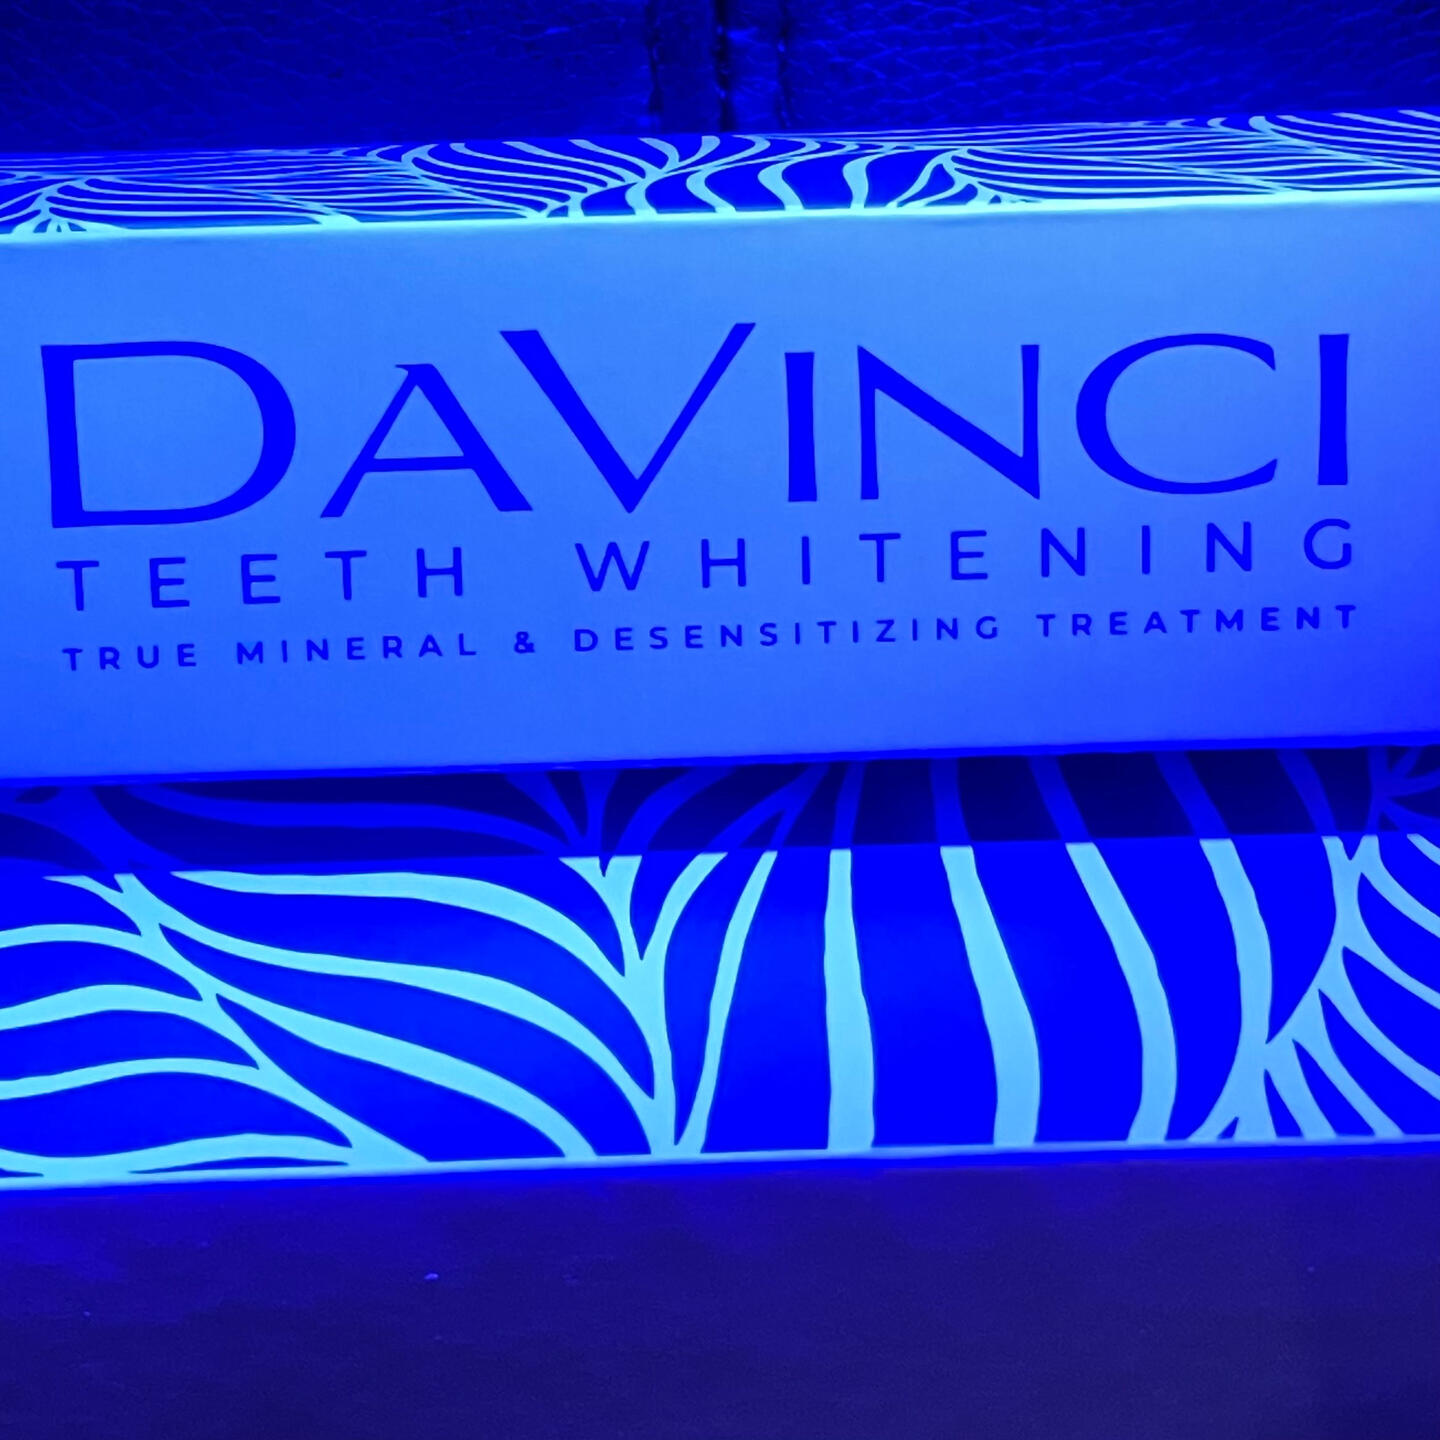 DAVINCI
TEETH WHITENING
TRUE MINERAL & DESENSITIZING TREATMENT